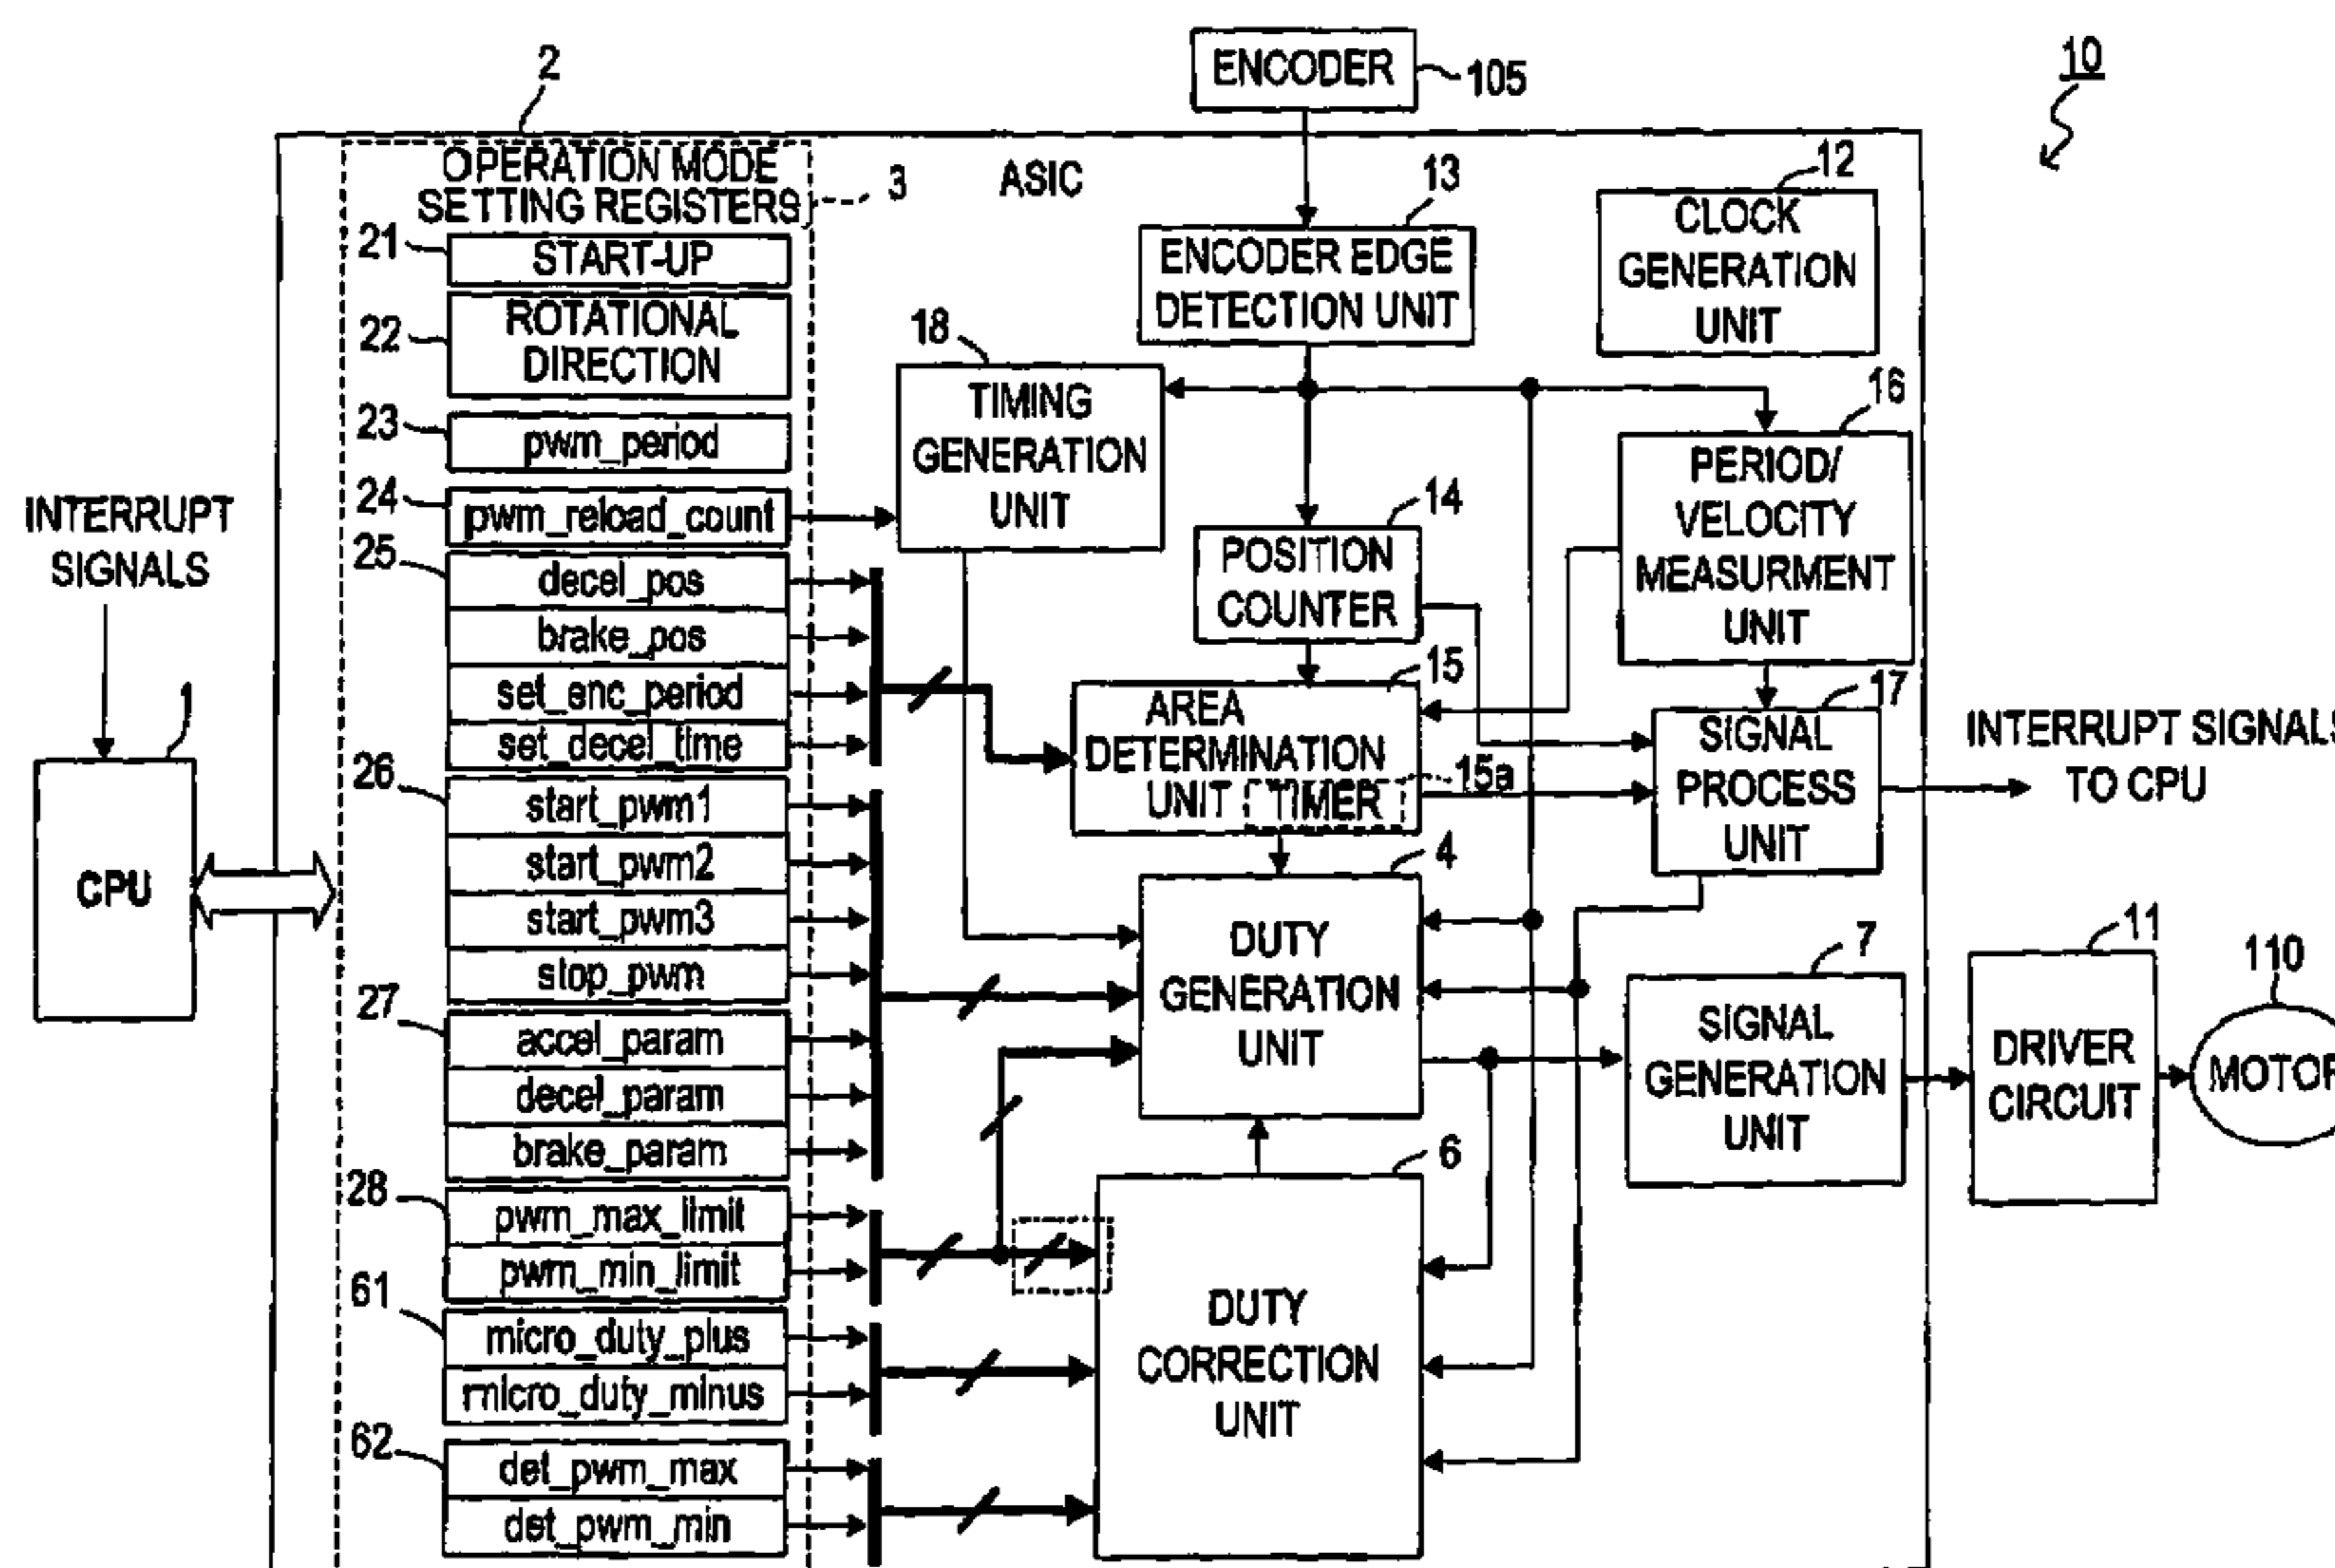 10
2
ENCODER
105
OPERATION MODE
SETTING REGISTERS
3
ASIC
13
12
21
START-UP
22
ROTATIONAL
DIRECTION
23
pwm_period
24
pwm_reload_count
25
decel_pos
brake_pos
set_enc_period
set_decel_time
26
start_pwm1
start_pwm2
start_pwm3
stop_pwm
27
accel_param
decel_param
brake_param
28
pwm_max_limit
pwm_min_limit
61
micro_duty_plus
micro_duty_minus
62
det_pwm_max
det_pwm_min
INTERRUPT
SIGNALS
1
CPU
ENCODER EDGE
DETECTION UNIT
CLOCK
GENERATION
UNIT
18
TIMING
GENERATION
UNIT
16
PERIOD/
VELOCITY
MEASURMENT
UNIT
14
POSITION
COUNTER
15
AREA
DETERMINATION
UNIT
TIMER
15a
17
SIGNAL
PROCESS
UNIT
INTERRUPT SIGNALS
TO CPU
4
DUTY
GENERATION
UNIT
7
SIGNAL
GENERATION
UNIT
11
DRIVER
CIRCUIT
110
MOTOR
6
DUTY
CORRECTION
UNIT